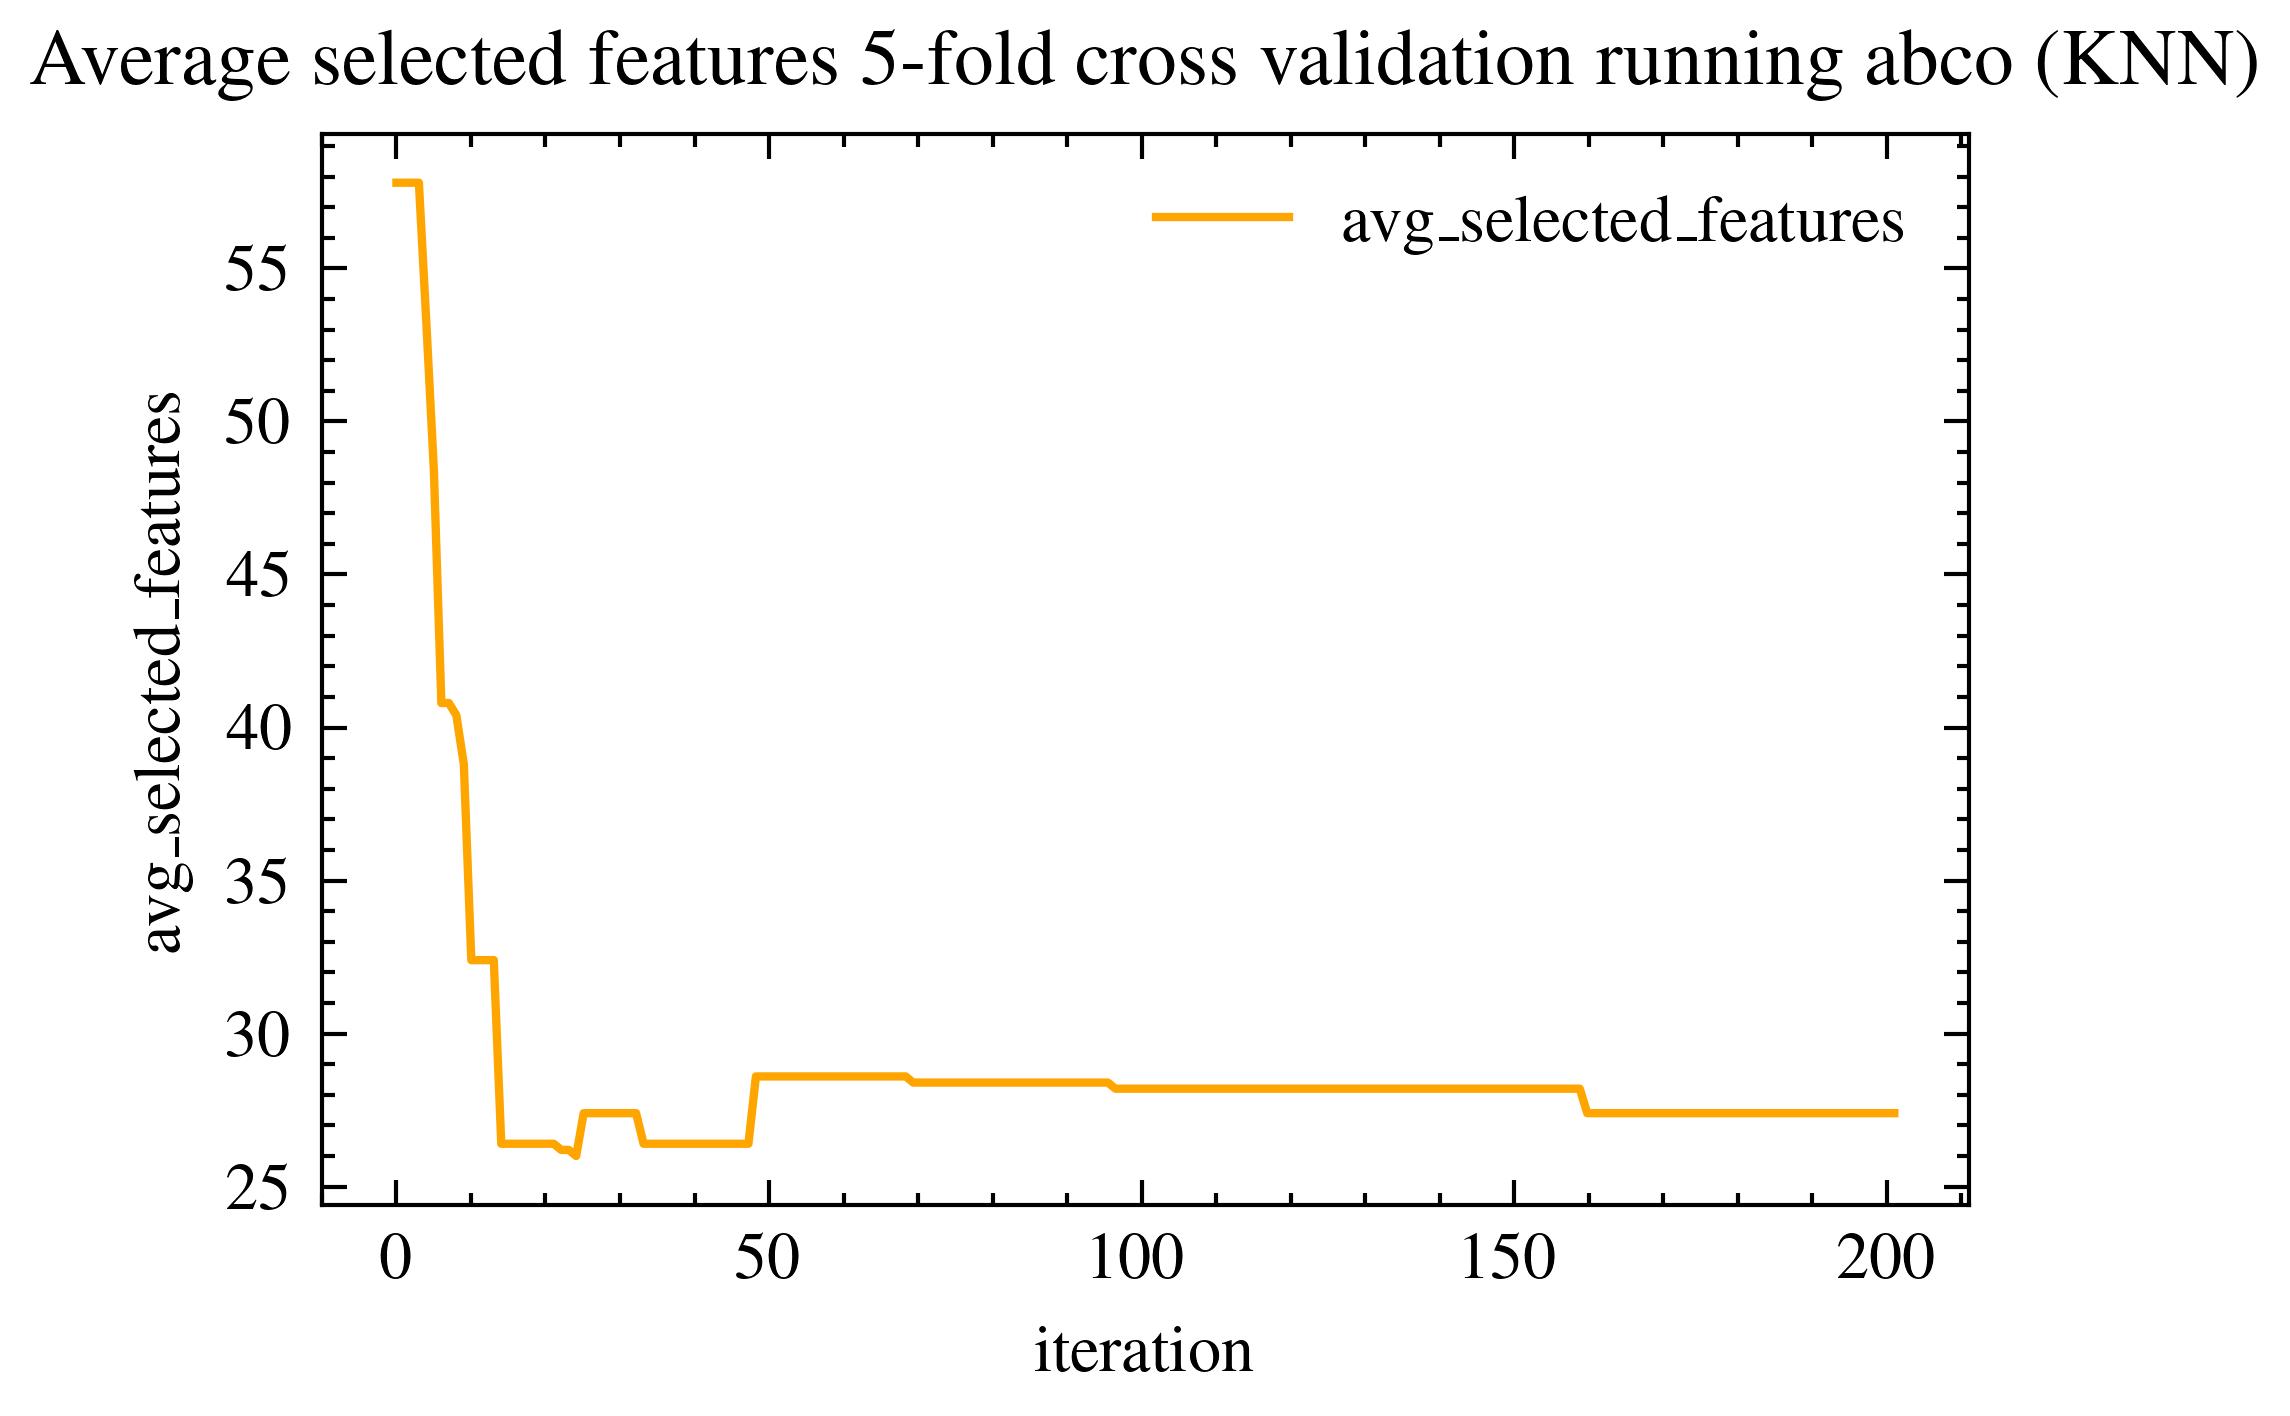 Average selected features 5-fold cross validation running abco (KNN)
avg_selected_features
avg_selected_features
55
50
45
40
35
30
25
0 50 100 150 200
iteration